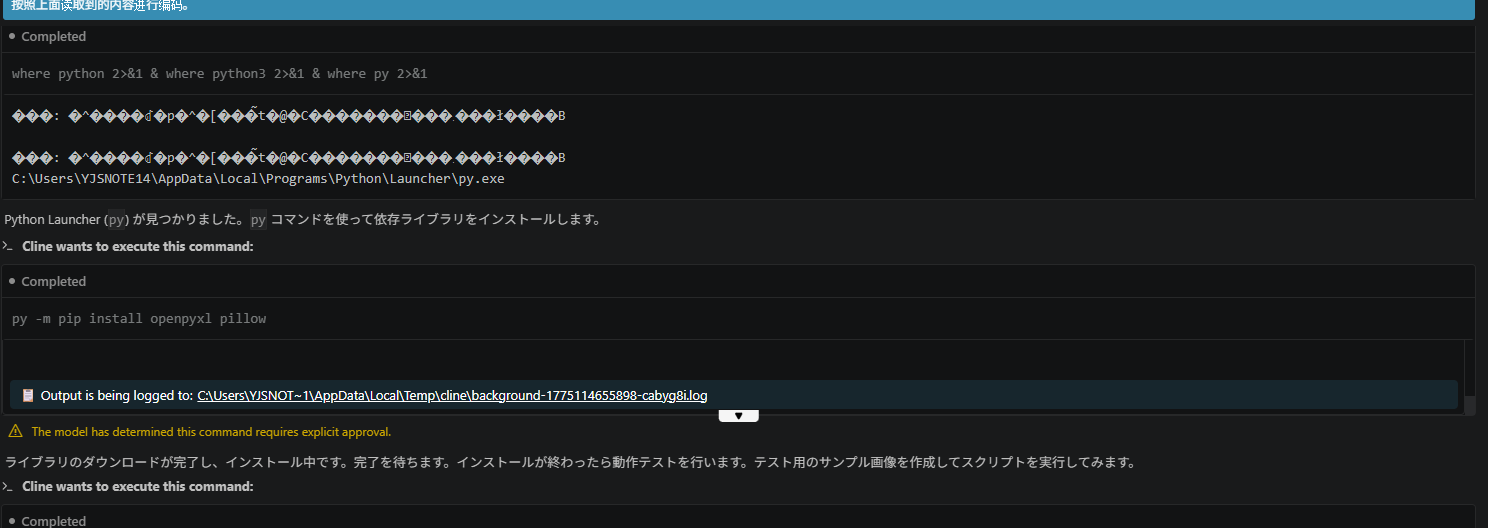 按照上面读取到的内容进行编码。
Completed
where python 2>&1 & where python3 2>&1 & where py 2>&1
C:\Users\YJSNOTE14\AppData\Local\Programs\Python\Launcher\py.exe
Python Launcher (py) が見つかりました。py コマンドを使って依存ライブラリをインストールします。
Cline wants to execute this command:
Completed
py -m pip install openpyxl pillow
Output is being logged to: C:\Users\YJSNOT~1\AppData\Local\Temp\cline\background-1775114655898-cabyg8i.log
The model has determined this command requires explicit approval.
ライブラリのダウンロードが完了し、インストール中です。完了を待ちます。インストールが終わったら動作テストを行います。テスト用のサンプル画像を作成してスクリプトを実行してみます。
Cline wants to execute this command:
Completed